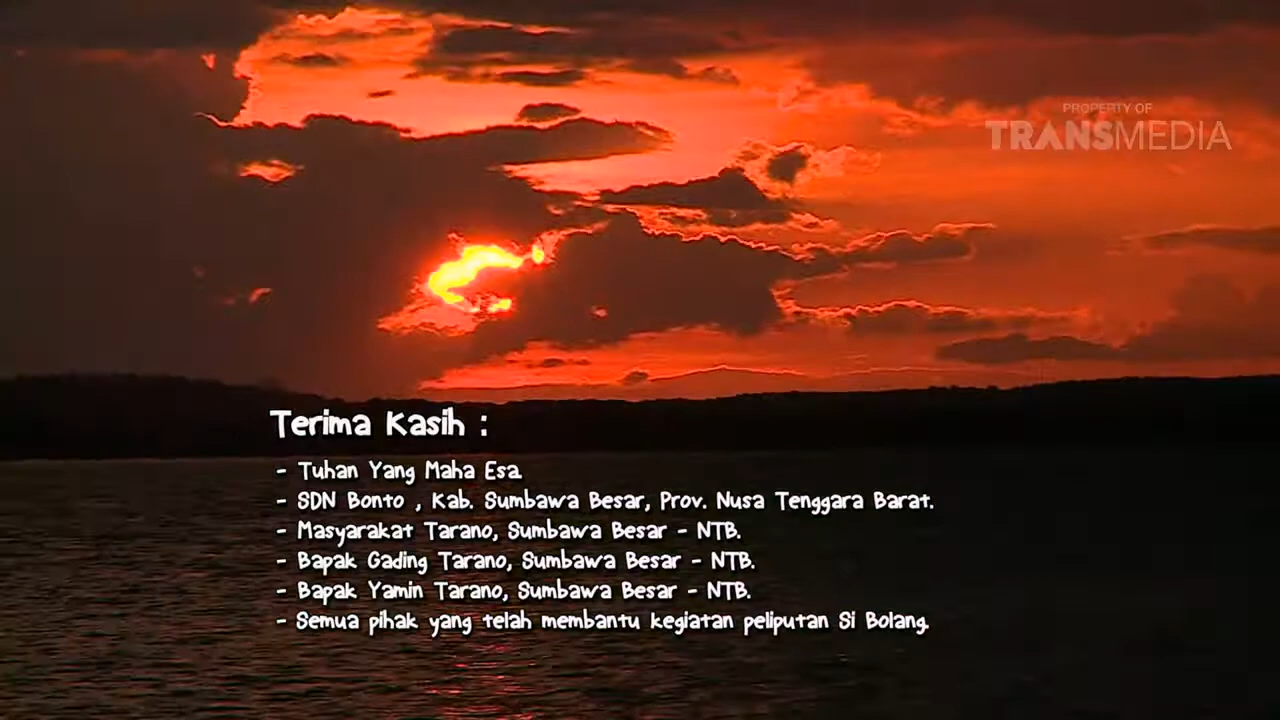 PROPERTY OF
TRANSMEDIA
Terima Kasih :
- Tuhan Yang Maha Esa
- SDN Bonto , Kab. Sumbawa Besar, Prov. Nusa Tenggara Barat.
- Masyarakat Tarano, Sumbawa Besar - NTB.
- Bapak Gading Tarano, Sumbawa Besar - NTB.
- Bapak Yamin Tarano, Sumbawa Besar - NTB.
- Semua pihak yang telah membantu kegiatan peliputan Si Bolang.